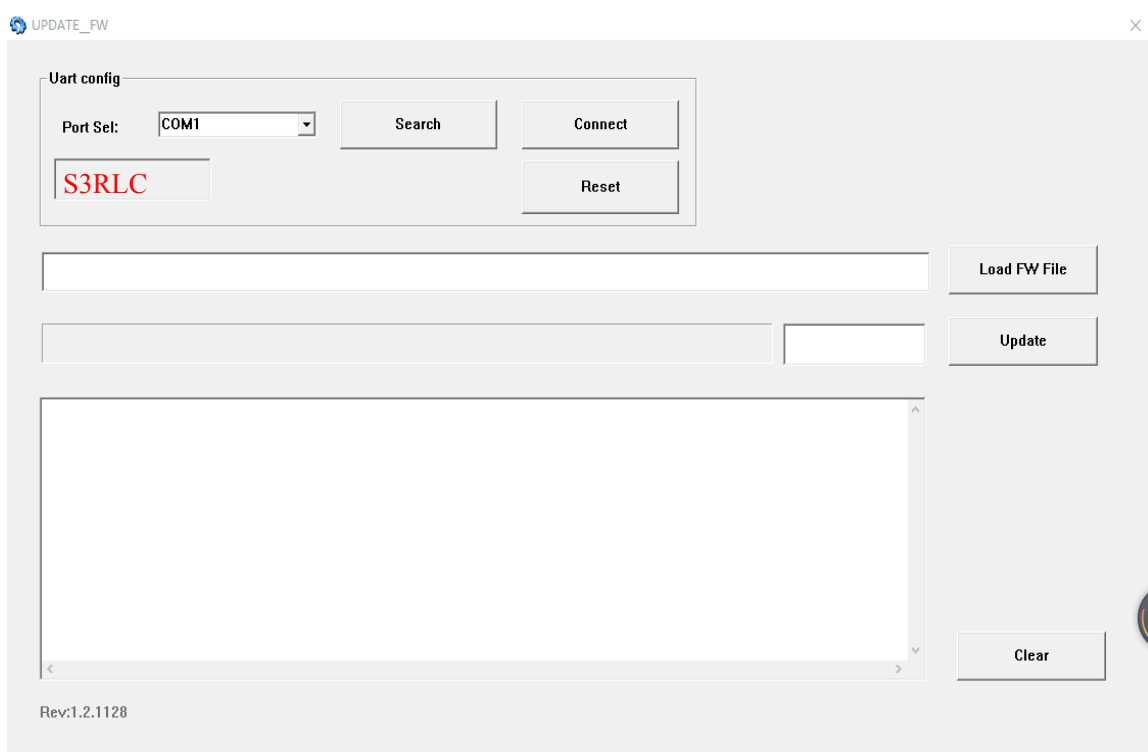 UPDATE_FW
Uart config
Port Sel:
COM1
Search
Connect
S3RLC
Reset
Load FW File
Update
Clear
Rev:1.2.1128